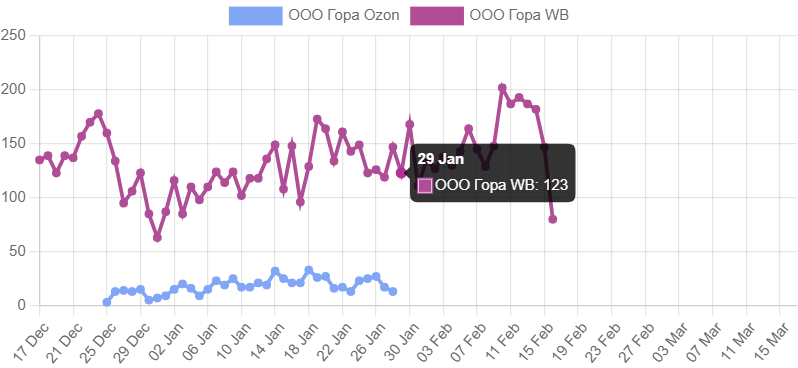 ООО Гора Ozon ООО Гора WB
250
200
150
100
50
0
29 Jan
ООО Гора WB: 123
17 Dec 21 Dec 25 Dec 29 Dec 02 Jan 06 Jan 10 Jan 14 Jan 18 Jan 22 Jan 26 Jan 30 Jan 03 Feb 07 Feb 11 Feb 15 Feb 19 Feb 23 Feb 27 Feb 03 Mar 07 Mar 11 Mar 15 Mar